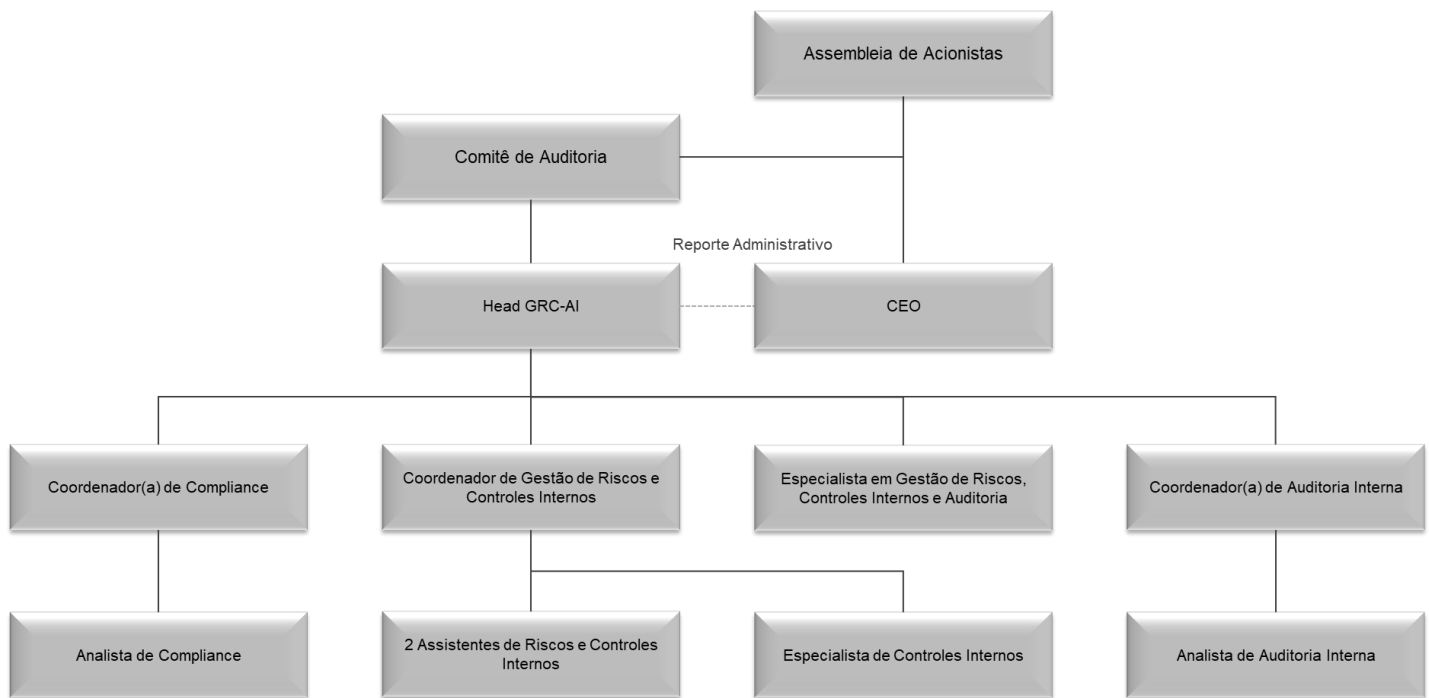 Assembleia de Acionistas
Comitê de Auditoria
Reporte Administrativo
Head GRC-AI
CEO
Coordenador(a) de Compliance
Coordenador de Gestão de Riscos e
Controles Internos
Especialista em Gestão de Riscos,
Controles Internos e Auditoria
Coordenador(a) de Auditoria Interna
Analista de Compliance
2 Assistentes de Riscos e Controles
Internos
Especialista de Controles Internos
Analista de Auditoria Interna